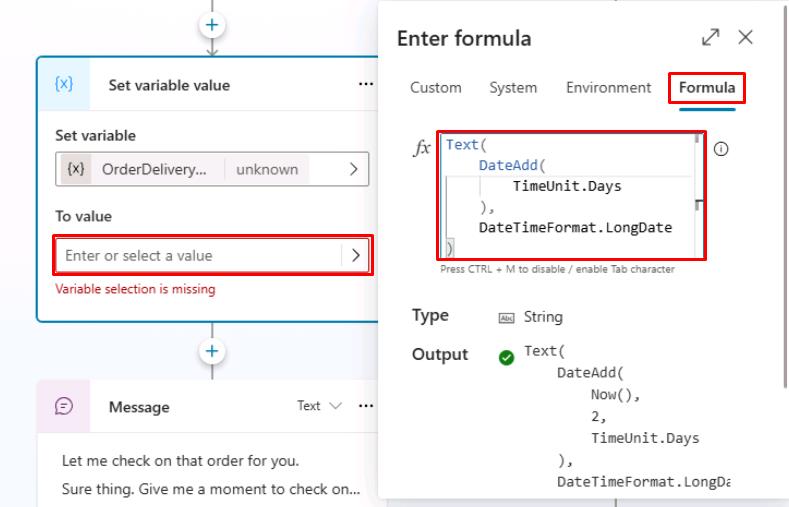 {x} Set variable value ...
Set variable
{x} OrderDelivery... unknown
To value
Enter or select a value
Variable selection is missing
Message Text ...
Let me check on that order for you.
Sure thing. Give me a moment to check on...
Enter formula
Custom System Environment Formula
fx
Text(
DateAdd(
TimeUnit.Days
),
DateTimeFormat.LongDate
)
Press CTRL + M to disable / enable Tab character
Type Abc String
Output Text(
DateAdd(
Now(),
2,
TimeUnit.Days
),
DateTimeFormat.LongDa